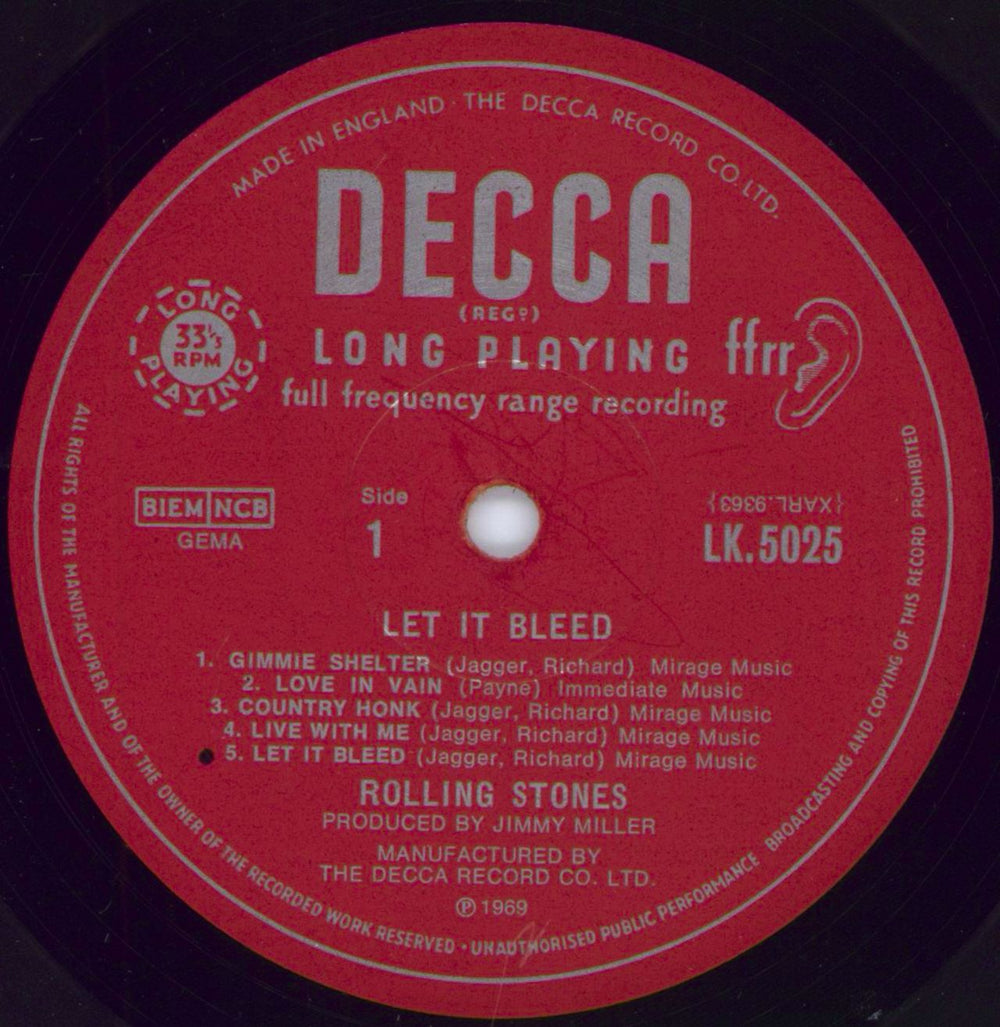 MADE IN ENGLAND · THE DECCA RECORD CO. LTD.
DECCA
(REGD)
LONG PLAYING
33⅓ RPM
LONG PLAYING
ffrr
full frequency range recording
BIEM NCB
GEMA
Side
1
{XARL.9363}
LK.5025
LET IT BLEED
1. GIMMIE SHELTER (Jagger, Richard) Mirage Music
2. LOVE IN VAIN (Payne) Immediate Music
3. COUNTRY HONK (Jagger, Richard) Mirage Music
4. LIVE WITH ME (Jagger, Richard) Mirage Music
5. LET IT BLEED (Jagger, Richard) Mirage Music
ROLLING STONES
PRODUCED BY JIMMY MILLER
MANUFACTURED BY
THE DECCA RECORD CO. LTD.
℗ 1969
ALL RIGHTS OF THE MANUFACTURER AND OF THE OWNER OF THE RECORDED WORK RESERVED · UNAUTHORISED PUBLIC PERFORMANCE BROADCASTING AND COPYING OF THIS RECORD PROHIBITED